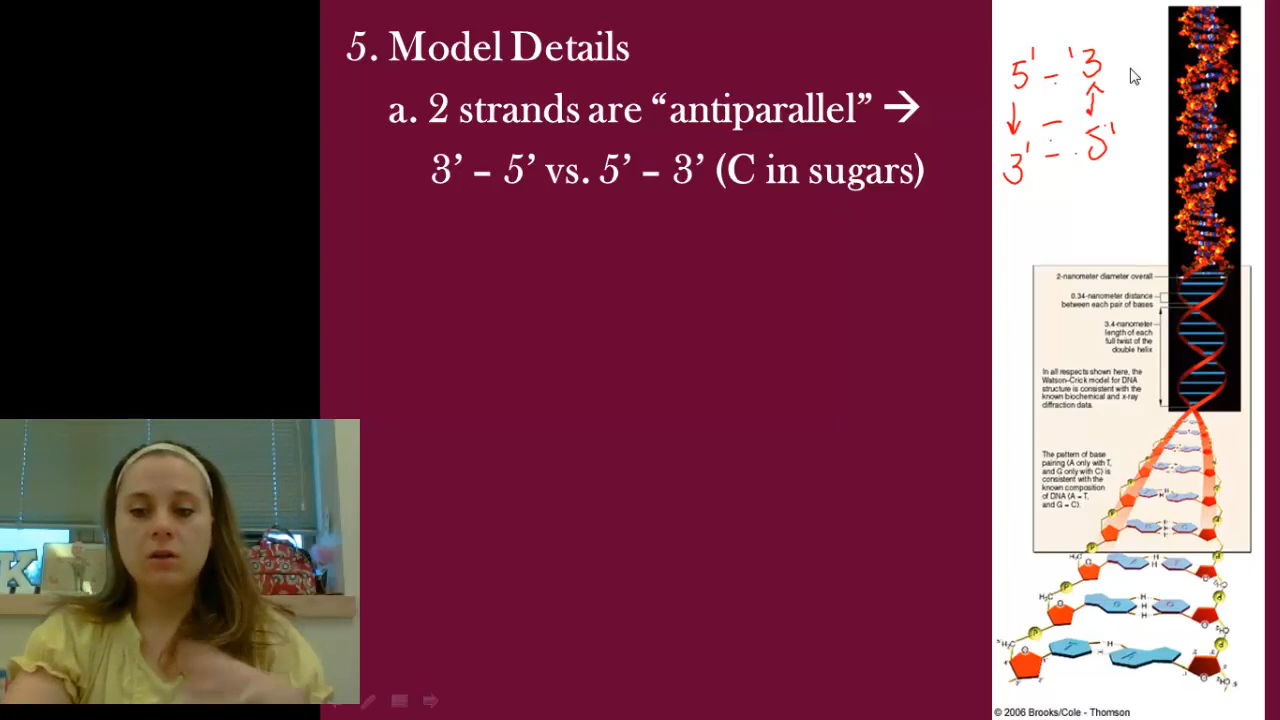 5. Model Details
a. 2 strands are “antiparallel” →
3’ – 5’ vs. 5’ – 3’ (C in sugars)
5' - '3
3' 5'
2-nanometer diameter overall
0.34-nanometer distance
between each pair of bases
3.4-nanometer
length of each
full twist of the
double helix
In all respects shown here, the
Watson-Crick model for DNA
structure is consistent with the
known biochemical and x-ray
diffraction data.
The pattern of base
pairing (A only with T,
and G only with C) is
consistent with the
known composition
of DNA (A = T,
and G = C).
© 2006 Brooks/Cole - Thomson